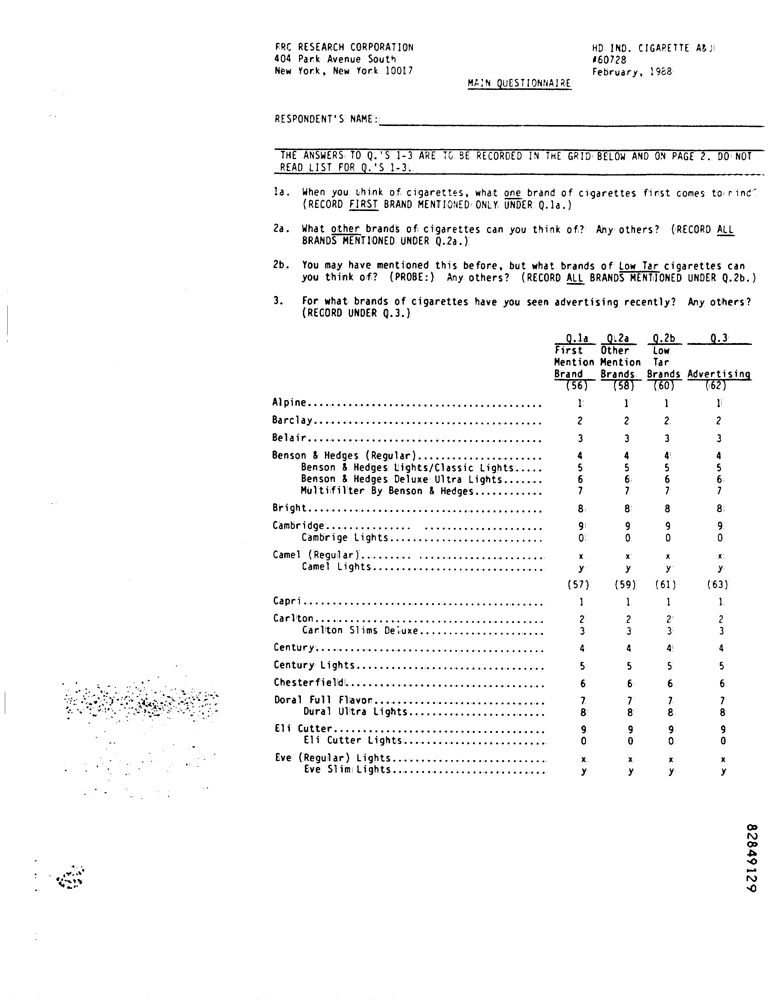 FRC RESEARCH CORPORATION
404 Park Avenue South
New York, New York 10017
HD IND. CIGARETTE A&U
#60728
February, 1988
MAIN QUESTIONNAIRE
RESPONDENT'S NAME:
THE ANSWERS TO Q.'S 1-3 ARE TO BE RECORDED IN THE GRID BELOW AND ON PAGE 2. DO NOT
READ LIST FOR Q.'S 1-3.
1a. When you think of cigarettes, what one brand of cigarettes first comes to mind?
(RECORD FIRST BRAND MENTIONED ONLY UNDER Q.1a.)
2a. What other brands of cigarettes can you think of? Any others? (RECORD ALL
BRANDS MENTIONED UNDER Q.2a.)
2b. You may have mentioned this before, but what brands of Low Tar cigarettes can
you think of? (PROBE:) Any others? (RECORD ALL BRANDS MENTIONED UNDER Q.2b.)
3. For what brands of cigarettes have you seen advertising recently? Any others?
(RECORD UNDER Q.3.)
Q.1a Q.2a Q.2b Q.3
First Other Low
Mention Mention Tar
Brand Brands Brands Advertising
(56) (58) (60) (62)
Alpine........................................ 1 1 1 1
Barclay....................................... 2 2 2 2
Belair........................................ 3 3 3 3
Benson & Hedges (Regular)..................... 4 4 4 4
Benson & Hedges Lights/Classic Lights..... 5 5 5 5
Benson & Hedges Deluxe Ultra Lights....... 6 6 6 6
Multifilter By Benson & Hedges............ 7 7 7 7
Bright........................................ 8 8 8 8
Cambridge............... ..................... 9 9 9 9
Cambrige Lights........................... 0 0 0 0
Camel (Regular)......... ...................... x x x x
Camel Lights.............................. y y y y
(57) (59) (61) (63)
Capri......................................... 1 1 1 1
Carlton....................................... 2 2 2 2
Carlton Slims Deluxe...................... 3 3 3 3
Century....................................... 4 4 4 4
Century Lights................................ 5 5 5 5
Chesterfield.................................. 6 6 6 6
Doral Full Flavor............................. 7 7 7 7
Dural Ultra Lights........................ 8 8 8 8
Eli Cutter.................................... 9 9 9 9
Eli Cutter Lights......................... 0 0 0 0
Eve (Regular) Lights.......................... x x x x
Eve Slim Lights........................... y y y y
82849129